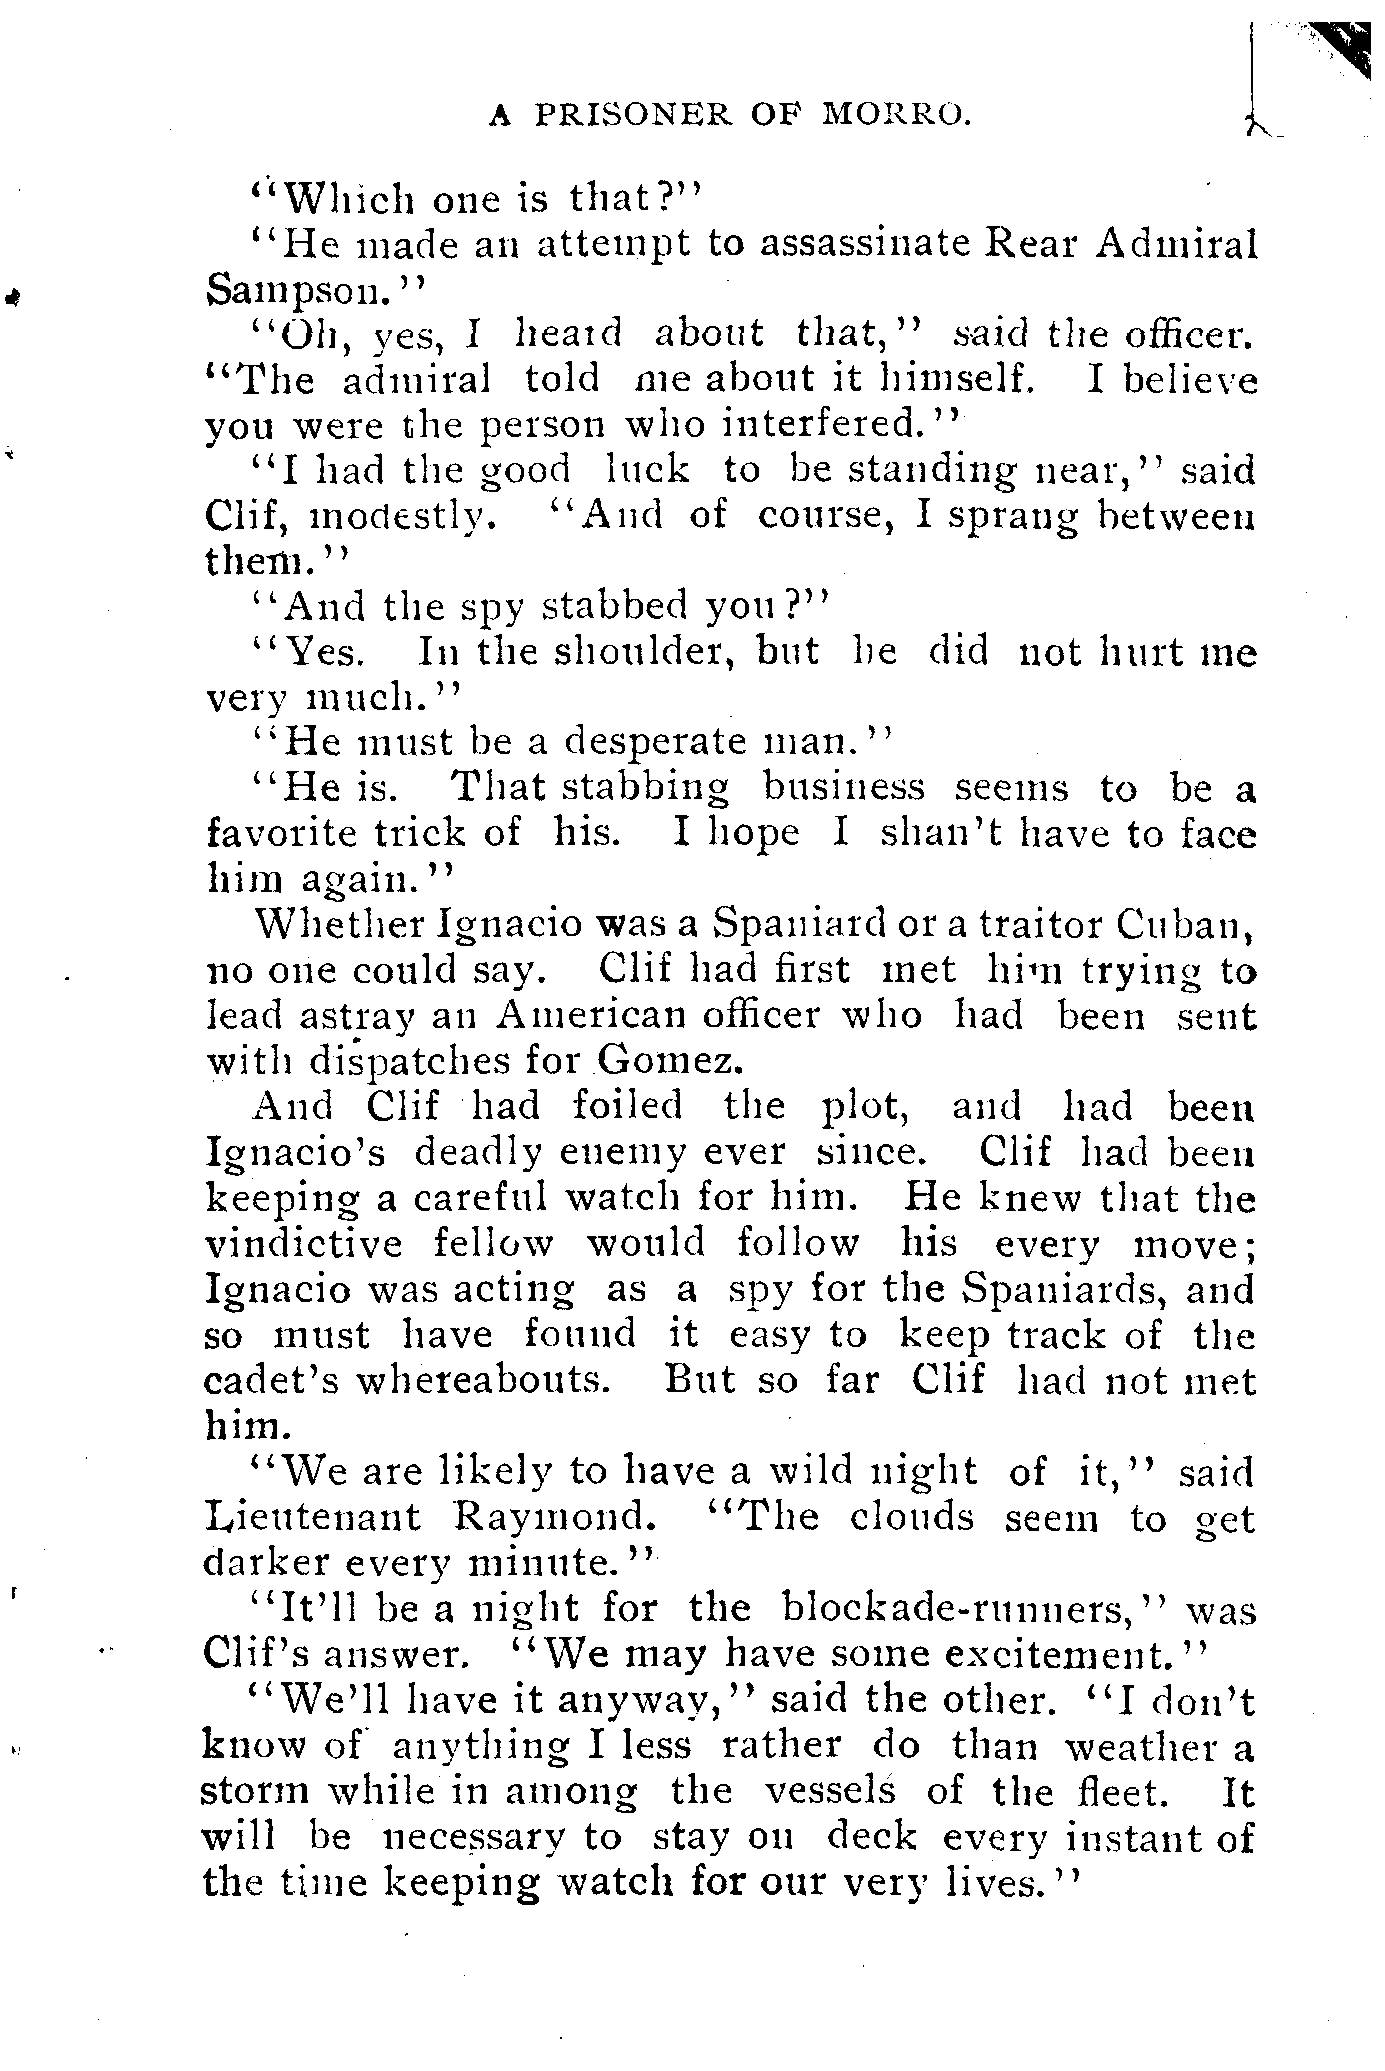 A PRISONER OF MORRO.
"Which one is that?"
"He made an attempt to assassinate Rear Admiral
Sampson."
"Oh, yes, I heard about that," said the officer.
"The admiral told me about it himself. I believe
you were the person who interfered."
"I had the good luck to be standing near," said
Clif, modestly. "And of course, I sprang between
them."
"And the spy stabbed you?"
"Yes. In the shoulder, but he did not hurt me
very much."
"He must be a desperate man."
"He is. That stabbing business seems to be a
favorite trick of his. I hope I shan't have to face
him again."
Whether Ignacio was a Spaniard or a traitor Cuban,
no one could say. Clif had first met him trying to
lead astray an American officer who had been sent
with dispatches for Gomez.
And Clif had foiled the plot, and had been
Ignacio's deadly enemy ever since. Clif had been
keeping a careful watch for him. He knew that the
vindictive fellow would follow his every move;
Ignacio was acting as a spy for the Spaniards, and
so must have found it easy to keep track of the
cadet's whereabouts. But so far Clif had not met
him.
"We are likely to have a wild night of it," said
Lieutenant Raymond. "The clouds seem to get
darker every minute."
"It'll be a night for the blockade-runners," was
Clif's answer. "We may have some excitement."
"We'll have it anyway," said the other. "I don't
know of anything I less rather do than weather a
storm while in among the vessels of the fleet. It
will be necessary to stay on deck every instant of
the time keeping watch for our very lives."